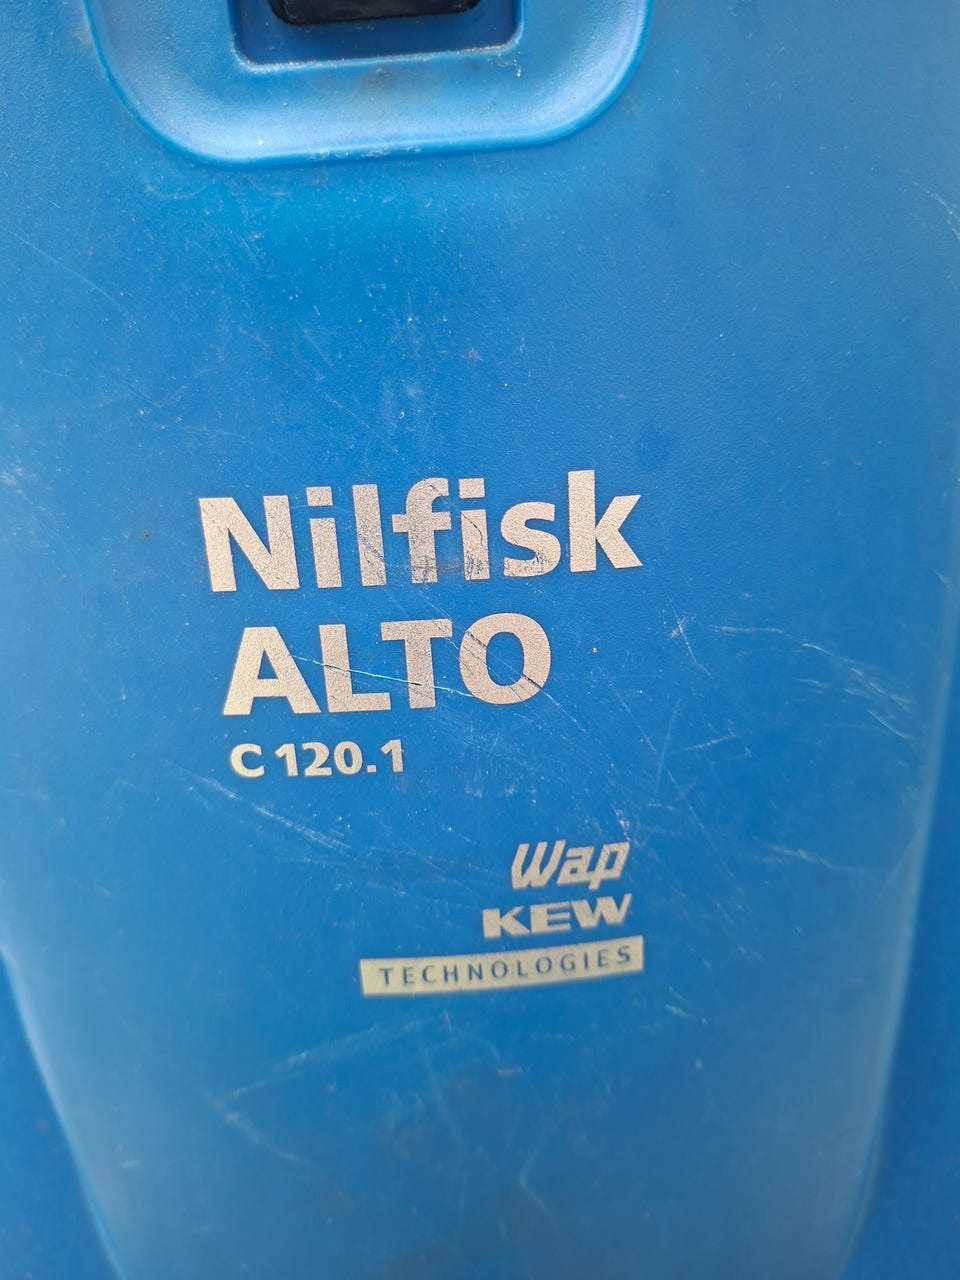 Nilfisk
ALTO
C 120.1
Wap
KEW
TECHNOLOGIES